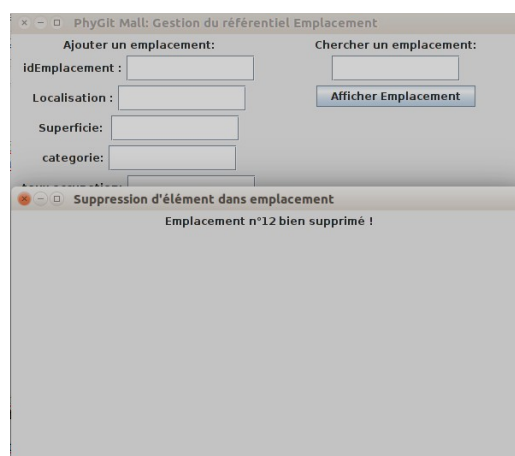 PhyGit Mall: Gestion du référentiel Emplacement
Ajouter un emplacement:
Chercher un emplacement:
idEmplacement :
Localisation :
Afficher Emplacement
Superficie:
categorie:
Suppression d'élément dans emplacement
Emplacement n°12 bien supprimé !